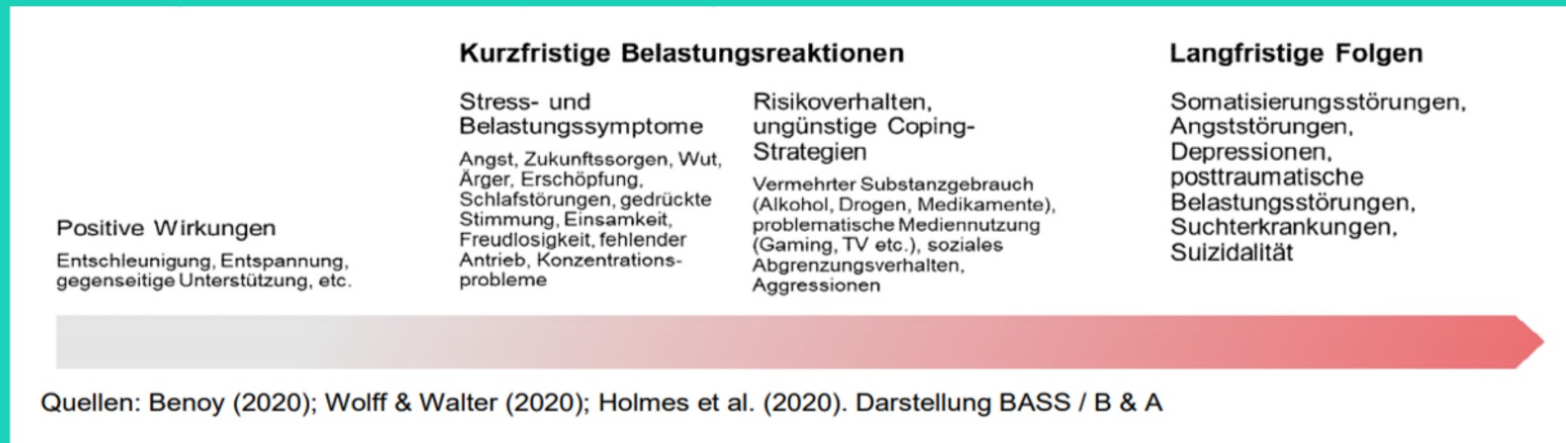 Kurzfristige Belastungsreaktionen
Langfristige Folgen
Positive Wirkungen
Entschleunigung, Entspannung,
gegenseitige Unterstützung, etc.
Stress- und
Belastungssymptome
Angst, Zukunftssorgen, Wut,
Ärger, Erschöpfung,
Schlafstörungen, gedrückte
Stimmung, Einsamkeit,
Freudlosigkeit, fehlender
Antrieb, Konzentrations-
probleme
Risikoverhalten,
ungünstige Coping-
Strategien
Vermehrter Substanzgebrauch
(Alkohol, Drogen, Medikamente),
problematische Mediennutzung
(Gaming, TV etc.), soziales
Abgrenzungsverhalten,
Aggressionen
Somatisierungsstörungen,
Angststörungen,
Depressionen,
posttraumatische
Belastungsstörungen,
Suchterkrankungen,
Suizidalität
Quellen: Benoy (2020); Wolff & Walter (2020); Holmes et al. (2020). Darstellung BASS / B & A